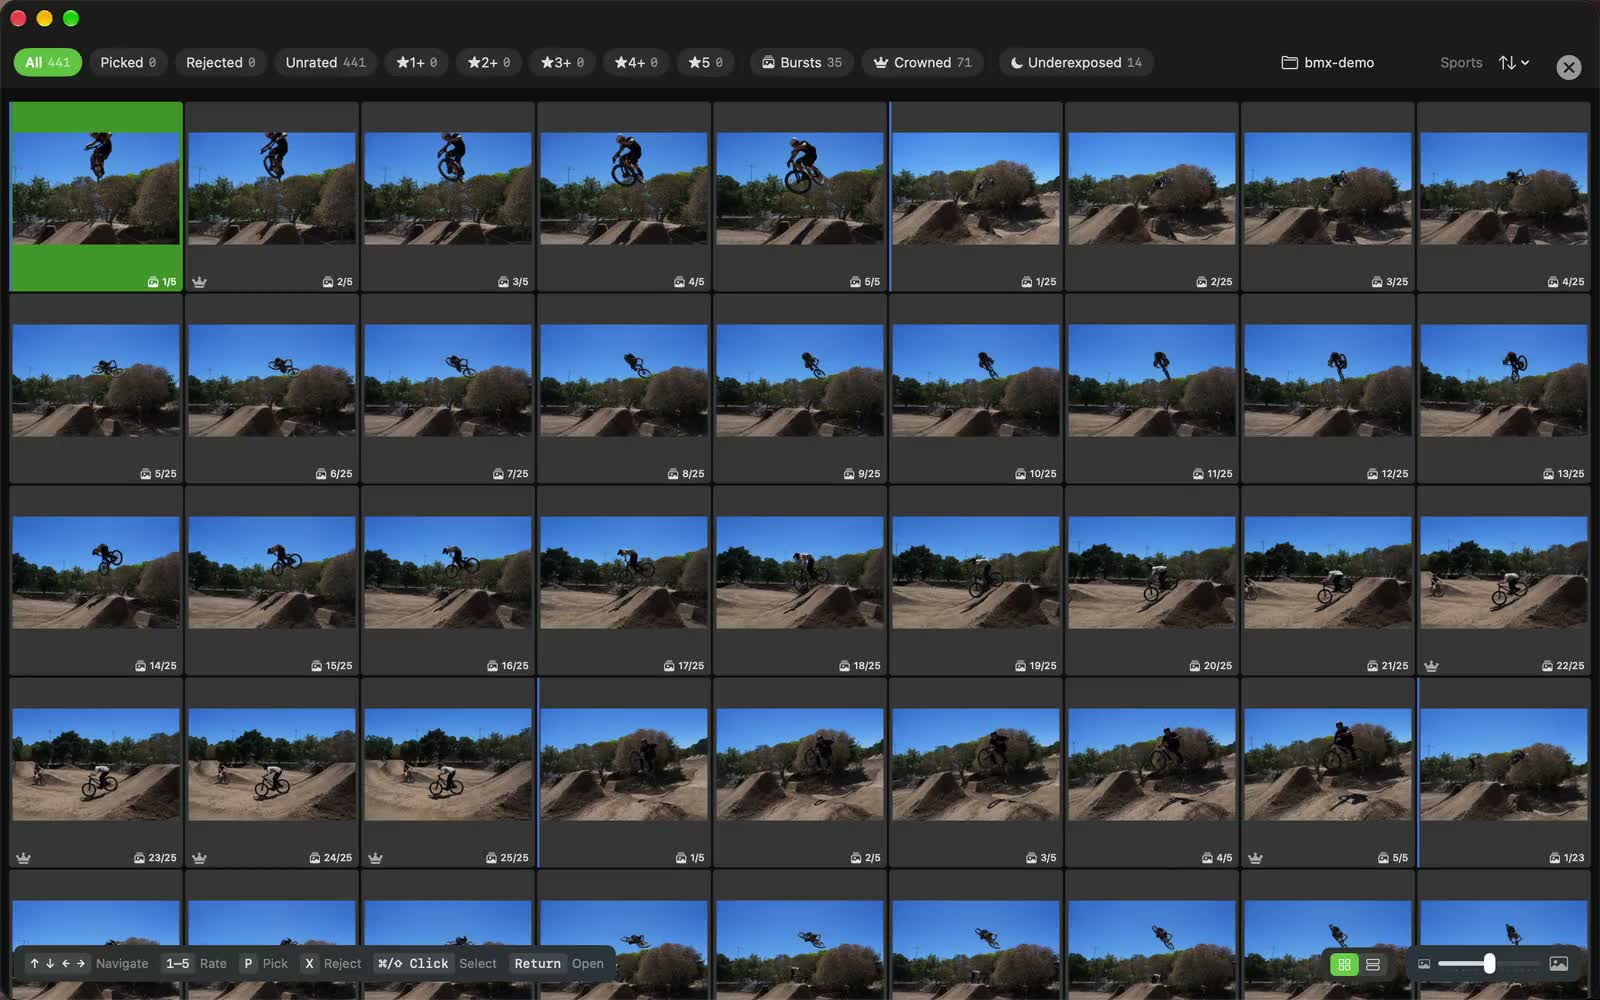 All 441 Picked 0 Rejected 0 Unrated 441 ★1+ 0 ★2+ 0 ★3+ 0 ★4+ 0 ★5 0 Bursts 35 Crowned 71 Underexposed 14 bmx-demo Sports
1/5 2/5 3/5 4/5 5/5 1/25 2/25 3/25 4/25
5/25 6/25 7/25 8/25 9/25 10/25 11/25 12/25 13/25
14/25 15/25 16/25 17/25 18/25 19/25 20/25 21/25 22/25
23/25 24/25 25/25 1/5 2/5 3/5 4/5 5/5 1/23
↑ ↓ ← → Navigate 1–5 Rate P Pick X Reject ⌘/⇧ Click Select Return Open